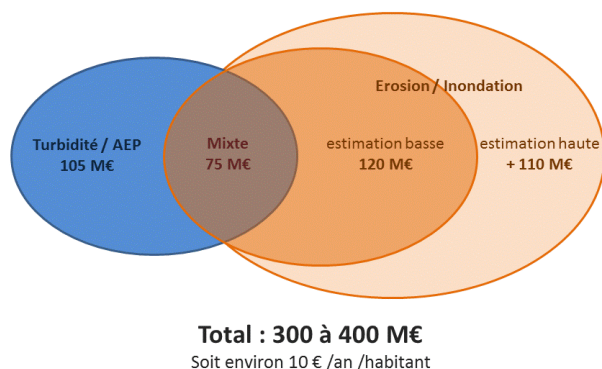 Erosion / Inondation
Turbidité / AEP
105 M€
Mixte
75 M€
estimation basse
120 M€
estimation haute
+ 110 M€
Total : 300 à 400 M€
Soit environ 10 € /an /habitant